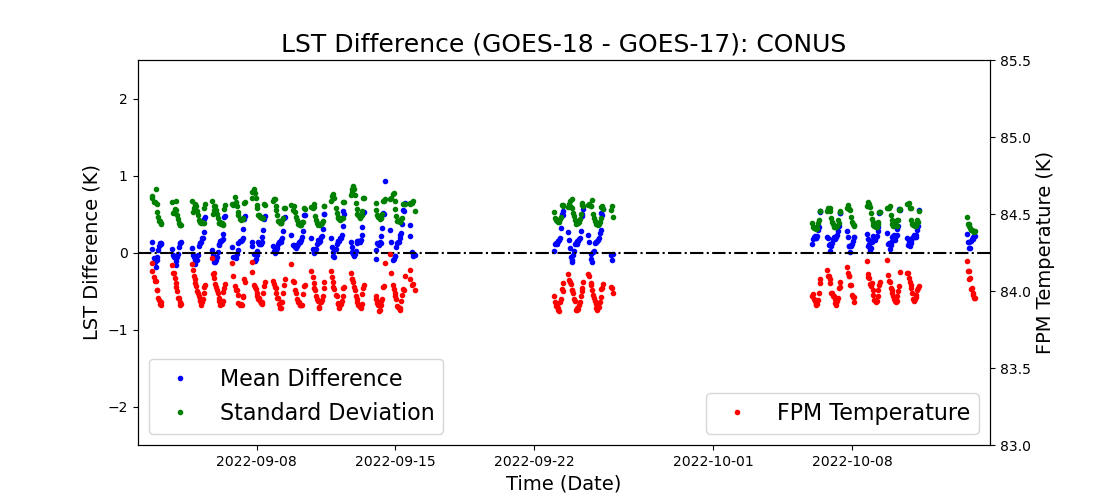 LST Difference (GOES-18 - GOES-17): CONUS
LST Difference (K)
2
1
0
−1
−2
85.5
85.0
84.5
84.0
83.5
83.0
FPM Temperature (K)
Mean Difference
Standard Deviation
FPM Temperature
2022-09-08
2022-09-15
2022-09-22
2022-10-01
2022-10-08
Time (Date)